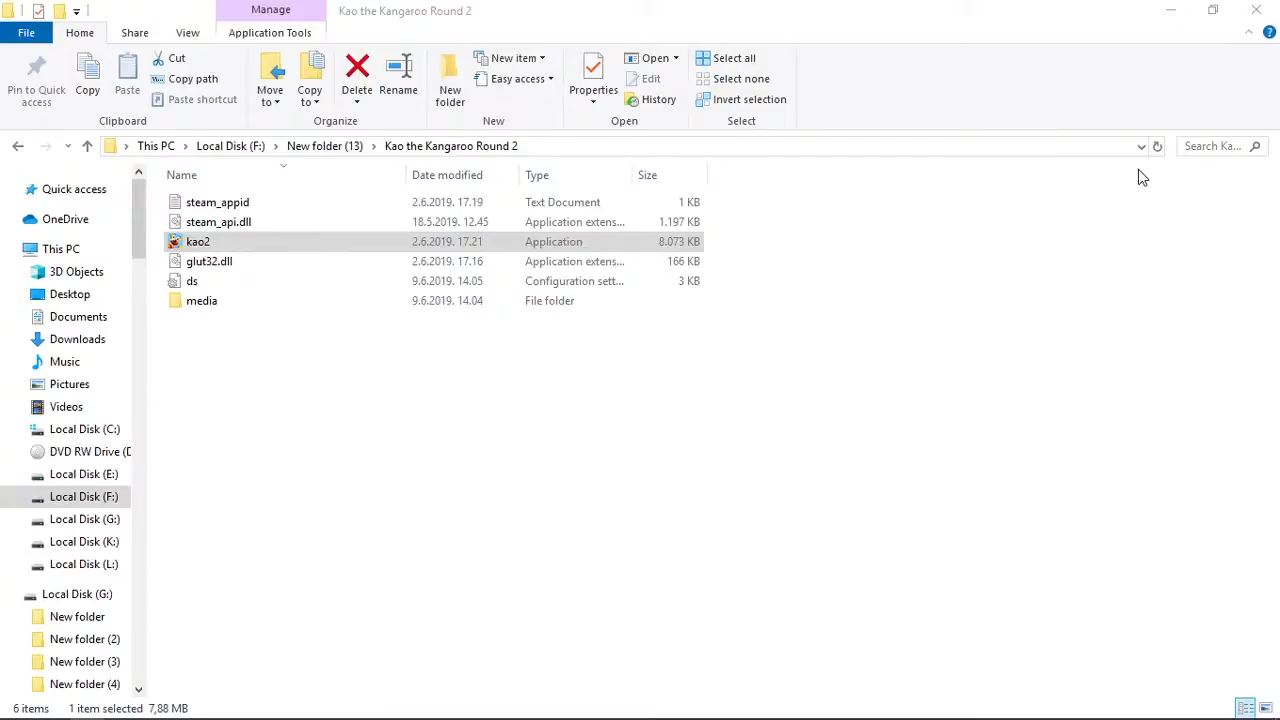 Manage
Kao the Kangaroo Round 2
File
Home
Share
View
Application Tools
Pin to Quick access
Copy
Paste
Cut
Copy path
Paste shortcut
Clipboard
Move to
Copy to
Delete
Rename
Organize
New folder
New item
Easy access
New
Properties
Open
Edit
History
Open
Select all
Select none
Invert selection
Select
This PC
Local Disk (F:)
New folder (13)
Kao the Kangaroo Round 2
Search Ka...
Name
Date modified
Type
Size
steam_appid 2.6.2019. 17.19 Text Document 1 KB
steam_api.dll 18.5.2019. 12.45 Application extens... 1.197 KB
kao2 2.6.2019. 17.21 Application 8.073 KB
glut32.dll 2.6.2019. 17.16 Application extens... 166 KB
ds 9.6.2019. 14.05 Configuration sett... 3 KB
media 9.6.2019. 14.04 File folder
Quick access
OneDrive
This PC
3D Objects
Desktop
Documents
Downloads
Music
Pictures
Videos
Local Disk (C:)
DVD RW Drive (D
Local Disk (E:)
Local Disk (F:)
Local Disk (G:)
Local Disk (K:)
Local Disk (L:)
Local Disk (G:)
New folder
New folder (2)
New folder (3)
New folder (4)
6 items 1 item selected 7,88 MB